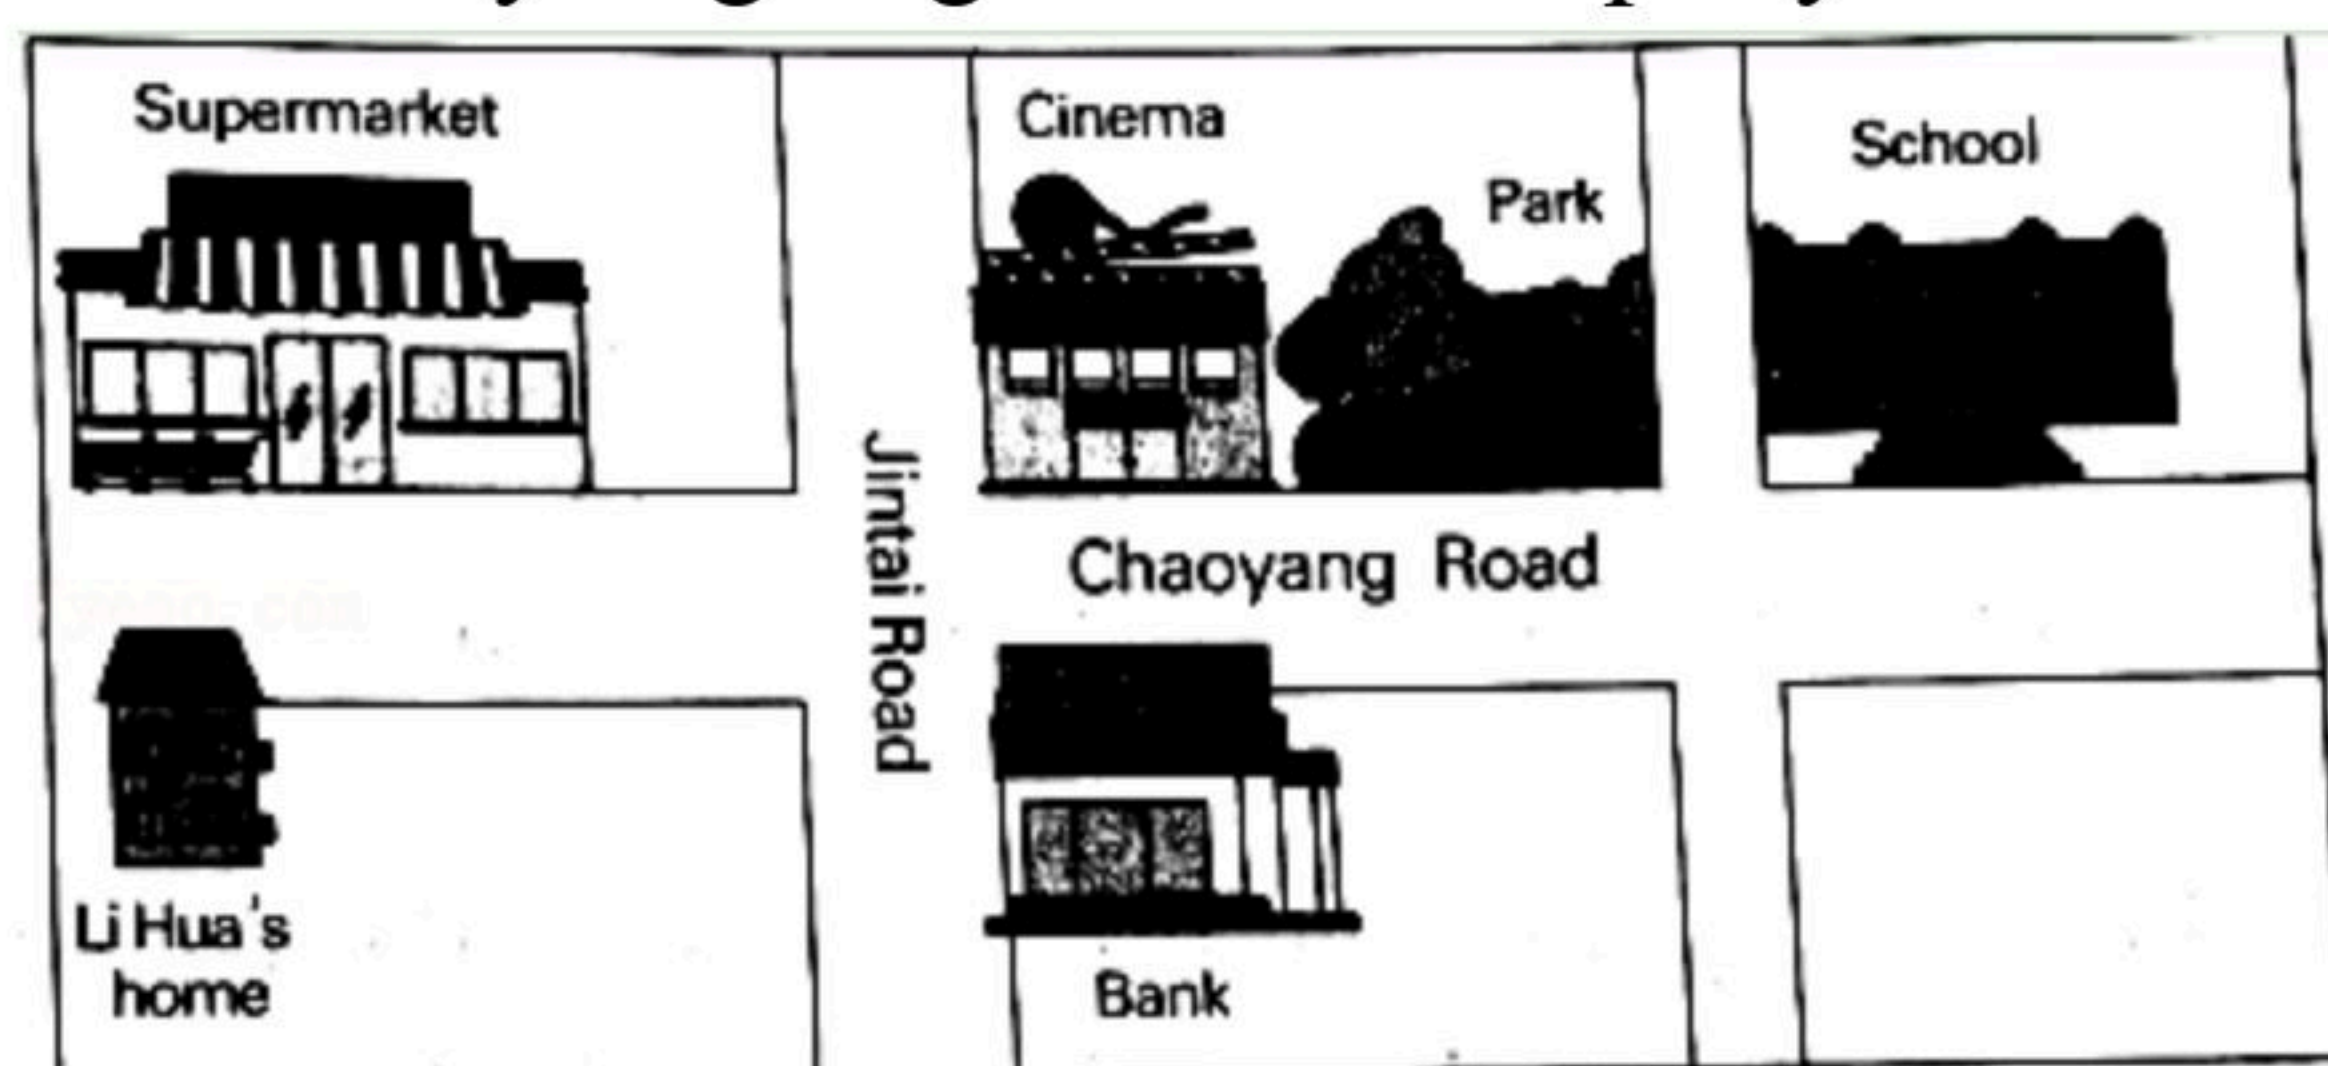 Supermarket
Cinema
Park
School
Jintai Road
Chaoyang Road
Li Hua's
home
Bank